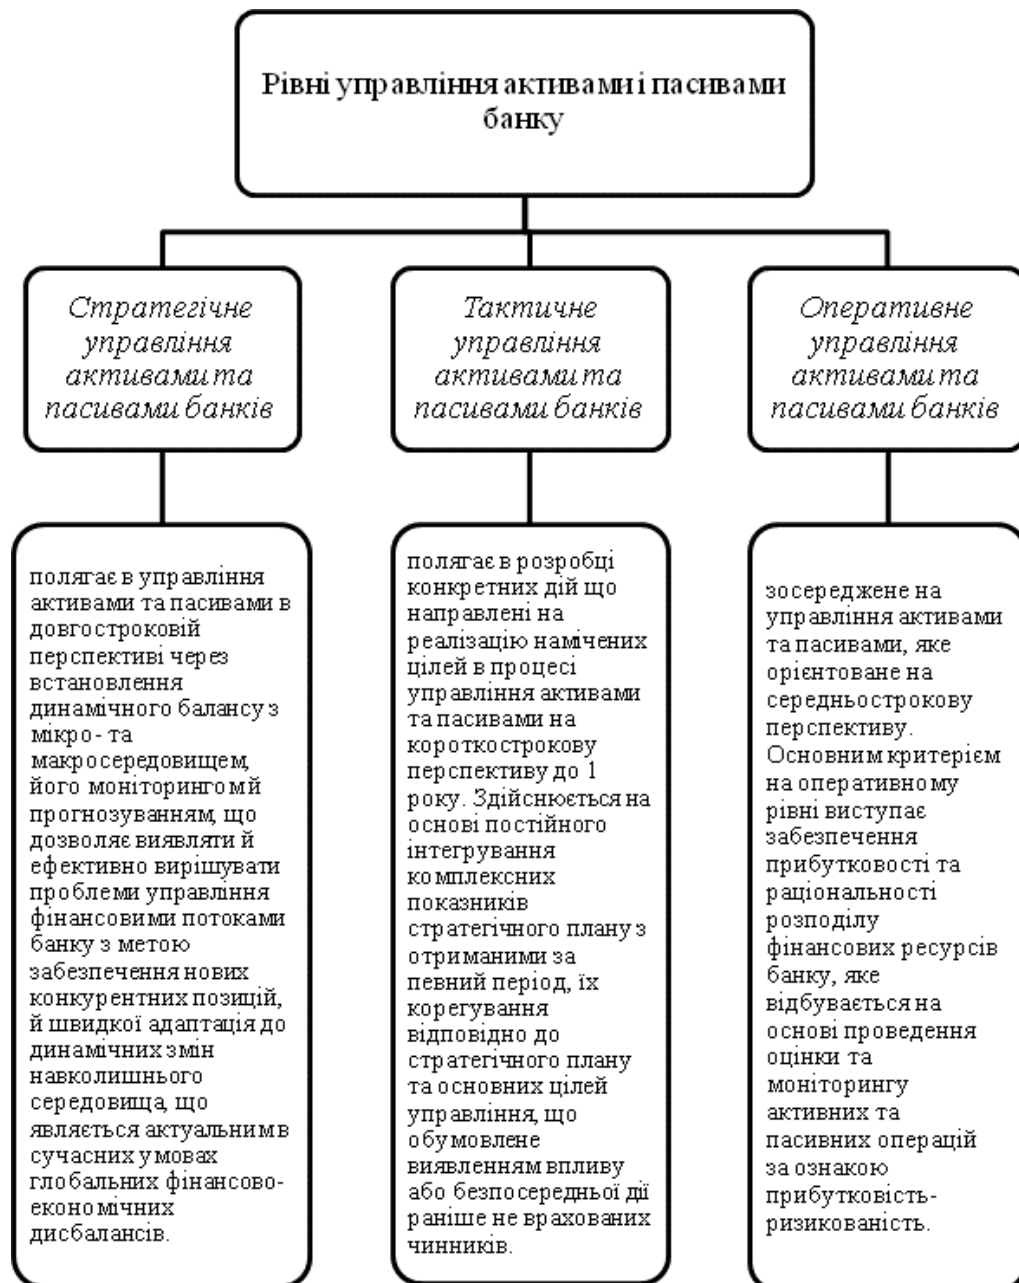 Рівні управління активами і пасивами
банку
Стратегічне
управління
активами та
пасивами банків
Тактичне
управління
активами та
пасивами банків
Оперативне
управління
активами та
пасивами банків
полягає в управління
активами та пасивами в
довгостроковій
перспективі через
встановлення
динамічного балансу з
мікро- та
макросередовищем,
його моніторингом й
прогнозуванням, що
дозволяє виявляти й
ефективно вирішувати
проблеми управління
фінансовими потоками
банку з метою
забезпечення нових
конкурентних позицій,
й швидкої адаптація до
динамічних змін
навколишнього
середовища, що
являється актуальним в
сучасних умовах
глобальних фінансово-
економічних
дисбалансів.
полягає в розробці
конкретних дій що
направлені на
реалізацію намічених
цілей в процесі
управління активами
та пасивами на
короткострокову
перспективу до 1
року. Здійснюється на
основі постійного
інтегрування
комплексних
показників
стратегічного плану з
отриманими за
певний період, їх
корегування
відповідно до
стратегічного плану
та основних цілей
управління, що
обумовлене
виявленням впливу
або безпосередньої дії
раніше не врахованих
чинників.
зосереджене на
управління активами
та пасивами, яке
орієнтоване на
середньострокову
перспективу.
Основним критерієм
на оперативному
рівні виступає
забезпечення
прибутковості та
раціональності
розподілу
фінансових ресурсів
банку, яке
відбувається на
основі проведення
оцінки та
моніторингу
активних та
пасивних операцій
за ознакою
прибутковість-
ризикованість.